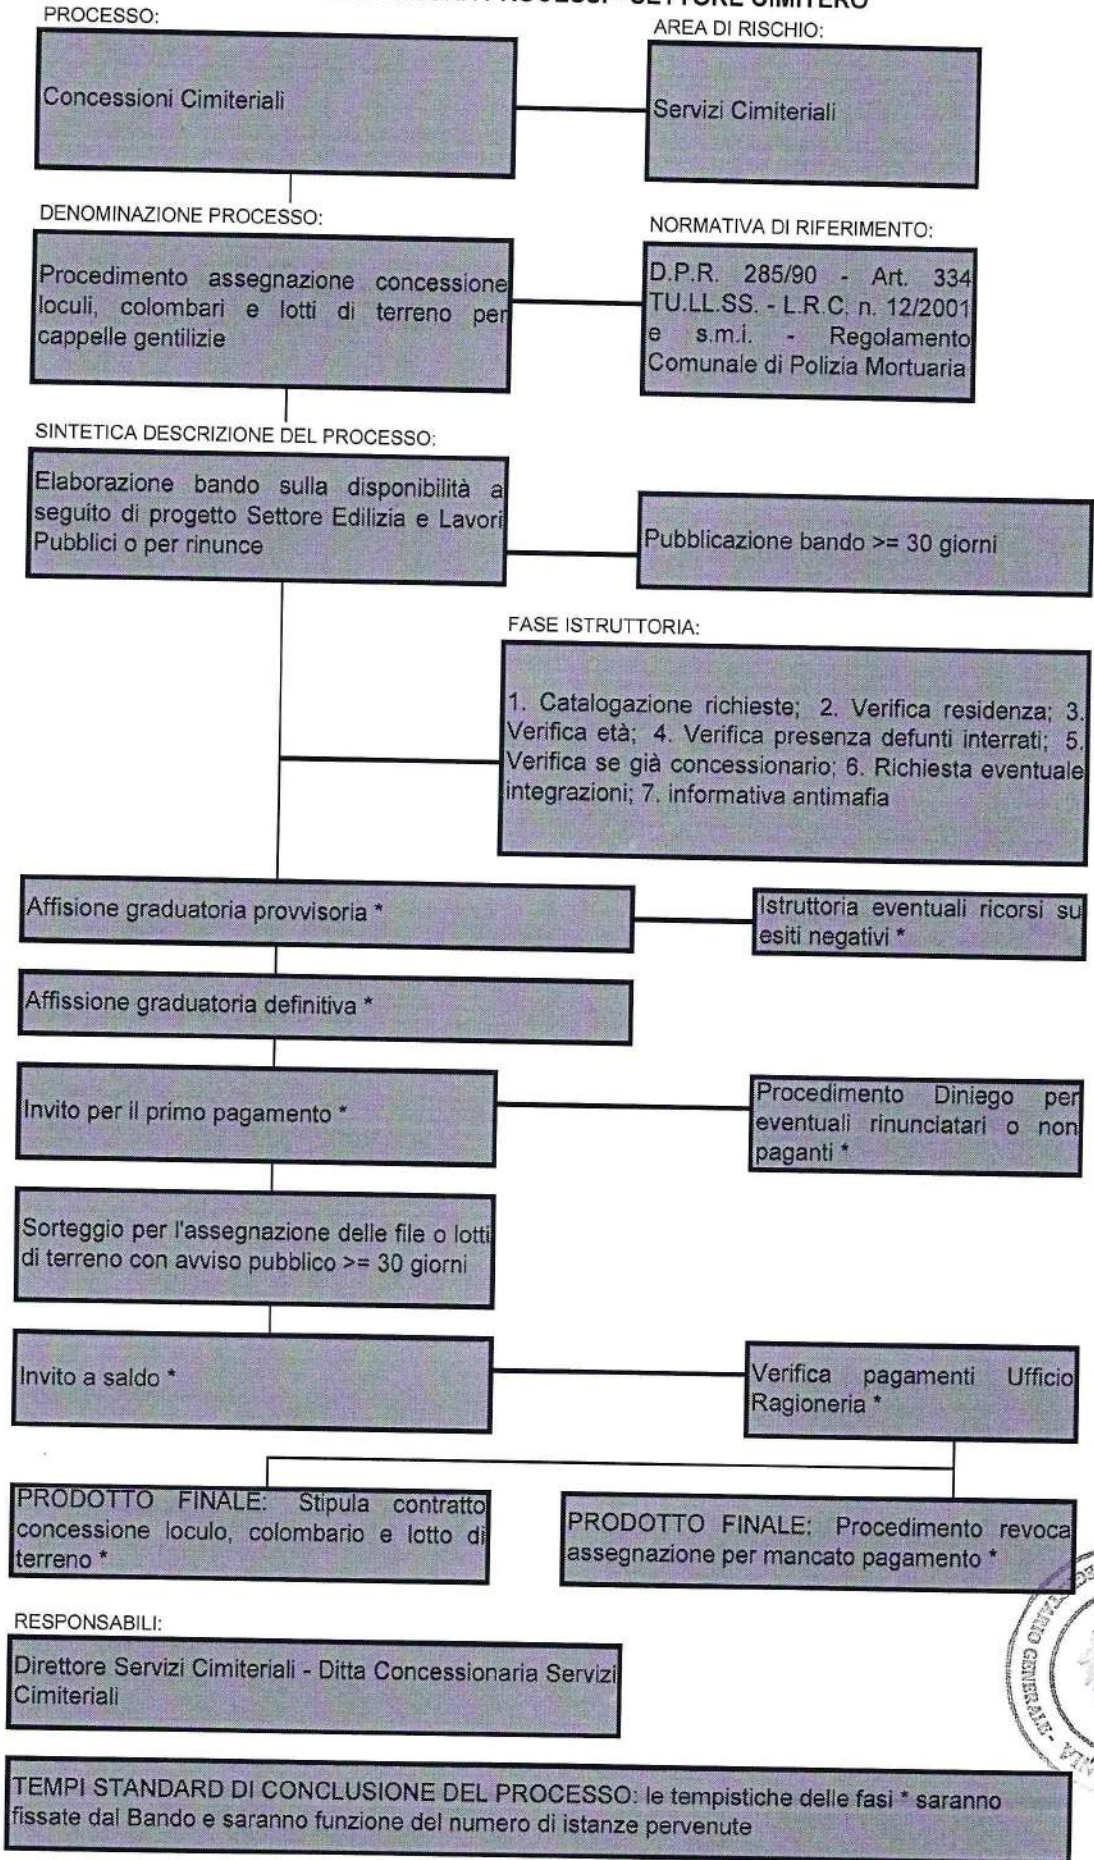 SETTORE CIMITERO
PROCESSO:
AREA DI RISCHIO:
Concessioni Cimiteriali
Servizi Cimiteriali
DENOMINAZIONE PROCESSO:
NORMATIVA DI RIFERIMENTO:
Procedimento assegnazione concessione
loculi, colombari e lotti di terreno per
cappelle gentilizie
D.P.R. 285/90 - Art. 334
TU.LL.SS. - L.R.C. n. 12/2001
e s.m.i. - Regolamento
Comunale di Polizia Mortuaria
SINTETICA DESCRIZIONE DEL PROCESSO:
Elaborazione bando sulla disponibilità a
seguito di progetto Settore Edilizia e Lavori
Pubblici o per rinunce
Pubblicazione bando >= 30 giorni
FASE ISTRUTTORIA:
1. Catalogazione richieste; 2. Verifica residenza; 3.
Verifica età; 4. Verifica presenza defunti interrati; 5.
Verifica se già concessionario; 6. Richiesta eventuale
integrazioni; 7. informativa antimafia
Affisione graduatoria provvisoria *
Istruttoria eventuali ricorsi su
esiti negativi *
Affissione graduatoria definitiva *
Invito per il primo pagamento *
Procedimento Diniego per
eventuali rinunciatari o non
paganti *
Sorteggio per l'assegnazione delle file o lotti
di terreno con avviso pubblico >= 30 giorni
Invito a saldo *
Verifica pagamenti Ufficio
Ragioneria *
PRODOTTO FINALE: Stipula contratto
concessione loculo, colombario e lotto di
terreno *
PRODOTTO FINALE: Procedimento revoca
assegnazione per mancato pagamento *
RESPONSABILI:
Direttore Servizi Cimiteriali - Ditta Concessionaria Servizi
Cimiteriali
GENERALE
TEMPI STANDARD DI CONCLUSIONE DEL PROCESSO: le tempistiche delle fasi * saranno
fissate dal Bando e saranno funzione del numero di istanze pervenute